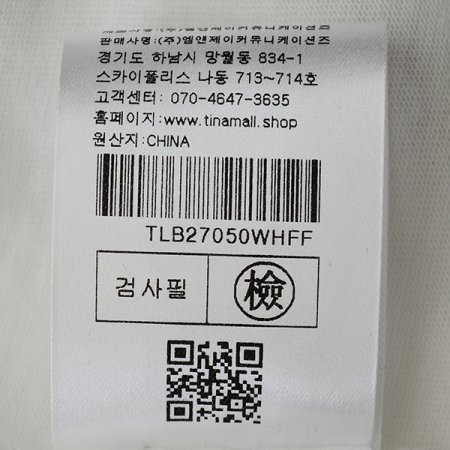 판매사명:(주)엘앤제이커뮤니케이션즈
경기도 하남시 망월동 834-1
스카이폴리스 나동 713~714호
고객센터: 070-4647-3635
홈페이지:www.tinamall.shop
원산지:CHINA
TLB27050WHFF
검사필 檢